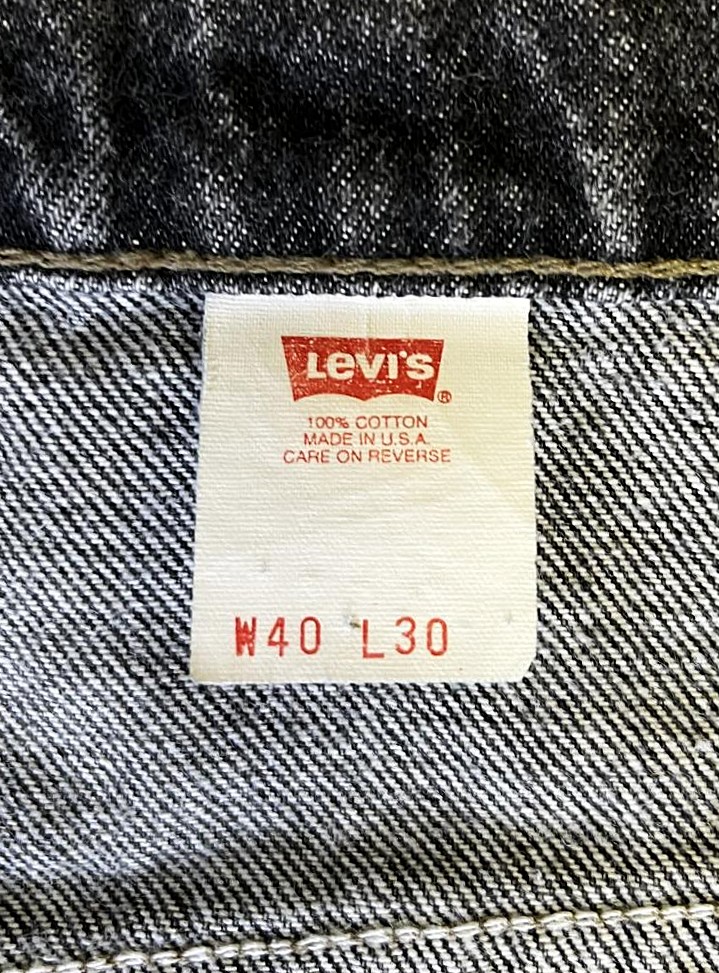 Levi's®
100% COTTON
MADE IN U.S.A.
CARE ON REVERSE
W40 L30